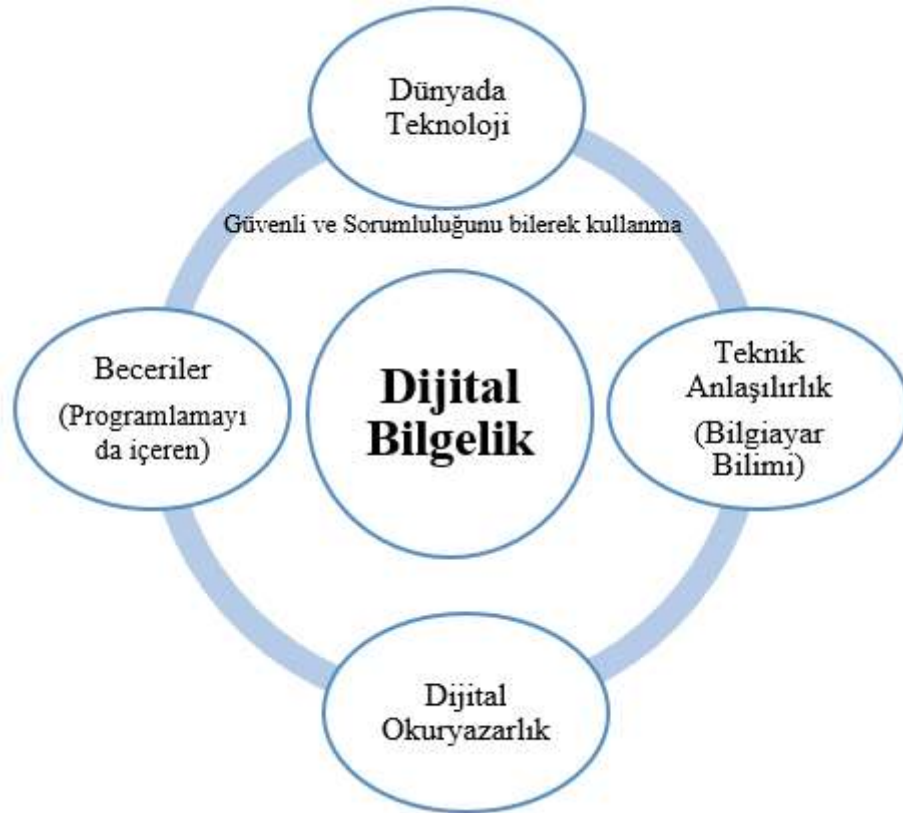 Dünyada
Teknoloji
Güvenli ve Sorumluluğunu bilerek kullanma
Beceriler
(Programlamayı
da içeren)
Dijital
Bilgelik
Teknik
Anlaşılırlık
(Bilgiayar
Bilimi)
Dijital
Okuryazarlık